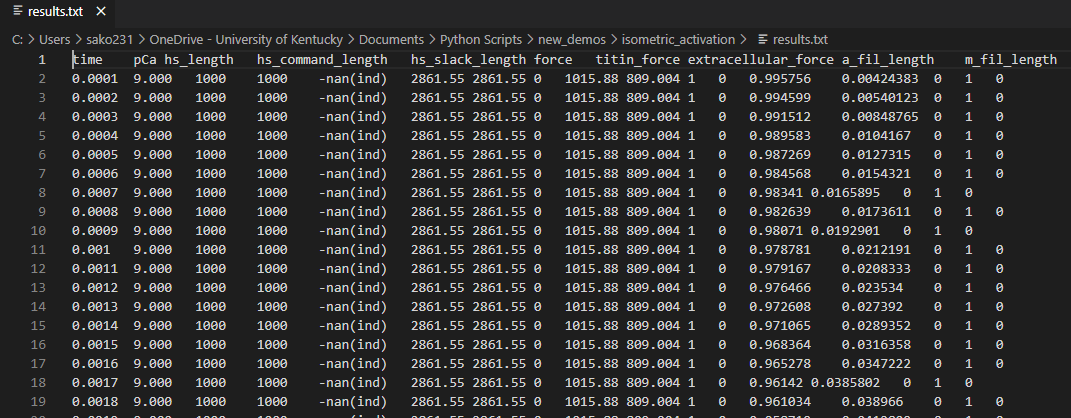 results.txt
C: > Users > sako231 > OneDrive - University of Kentucky > Documents > Python Scripts > new_demos > isometric_activation > results.txt
1 time pCa hs_length hs_command_length hs_slack_length force titin_force extracellular_force a_fil_length m_fil_length
2 0.0001 9.000 1000 1000 -nan(ind) 2861.55 2861.55 0 1015.88 809.004 1 0 0.995756 0.00424383 0 1 0
3 0.0002 9.000 1000 1000 -nan(ind) 2861.55 2861.55 0 1015.88 809.004 1 0 0.994599 0.00540123 0 1 0
4 0.0003 9.000 1000 1000 -nan(ind) 2861.55 2861.55 0 1015.88 809.004 1 0 0.991512 0.00848765 0 1 0
5 0.0004 9.000 1000 1000 -nan(ind) 2861.55 2861.55 0 1015.88 809.004 1 0 0.989583 0.0104167 0 1 0
6 0.0005 9.000 1000 1000 -nan(ind) 2861.55 2861.55 0 1015.88 809.004 1 0 0.987269 0.0127315 0 1 0
7 0.0006 9.000 1000 1000 -nan(ind) 2861.55 2861.55 0 1015.88 809.004 1 0 0.984568 0.0154321 0 1 0
8 0.0007 9.000 1000 1000 -nan(ind) 2861.55 2861.55 0 1015.88 809.004 1 0 0.98341 0.0165895 0 1 0
9 0.0008 9.000 1000 1000 -nan(ind) 2861.55 2861.55 0 1015.88 809.004 1 0 0.982639 0.0173611 0 1 0
10 0.0009 9.000 1000 1000 -nan(ind) 2861.55 2861.55 0 1015.88 809.004 1 0 0.98071 0.0192901 0 1 0
11 0.001 9.000 1000 1000 -nan(ind) 2861.55 2861.55 0 1015.88 809.004 1 0 0.978781 0.0212191 0 1 0
12 0.0011 9.000 1000 1000 -nan(ind) 2861.55 2861.55 0 1015.88 809.004 1 0 0.979167 0.0208333 0 1 0
13 0.0012 9.000 1000 1000 -nan(ind) 2861.55 2861.55 0 1015.88 809.004 1 0 0.976466 0.023534 0 1 0
14 0.0013 9.000 1000 1000 -nan(ind) 2861.55 2861.55 0 1015.88 809.004 1 0 0.972608 0.027392 0 1 0
15 0.0014 9.000 1000 1000 -nan(ind) 2861.55 2861.55 0 1015.88 809.004 1 0 0.971065 0.0289352 0 1 0
16 0.0015 9.000 1000 1000 -nan(ind) 2861.55 2861.55 0 1015.88 809.004 1 0 0.968364 0.0316358 0 1 0
17 0.0016 9.000 1000 1000 -nan(ind) 2861.55 2861.55 0 1015.88 809.004 1 0 0.965278 0.0347222 0 1 0
18 0.0017 9.000 1000 1000 -nan(ind) 2861.55 2861.55 0 1015.88 809.004 1 0 0.96142 0.0385802 0 1 0
19 0.0018 9.000 1000 1000 -nan(ind) 2861.55 2861.55 0 1015.88 809.004 1 0 0.961034 0.038966 0 1 0